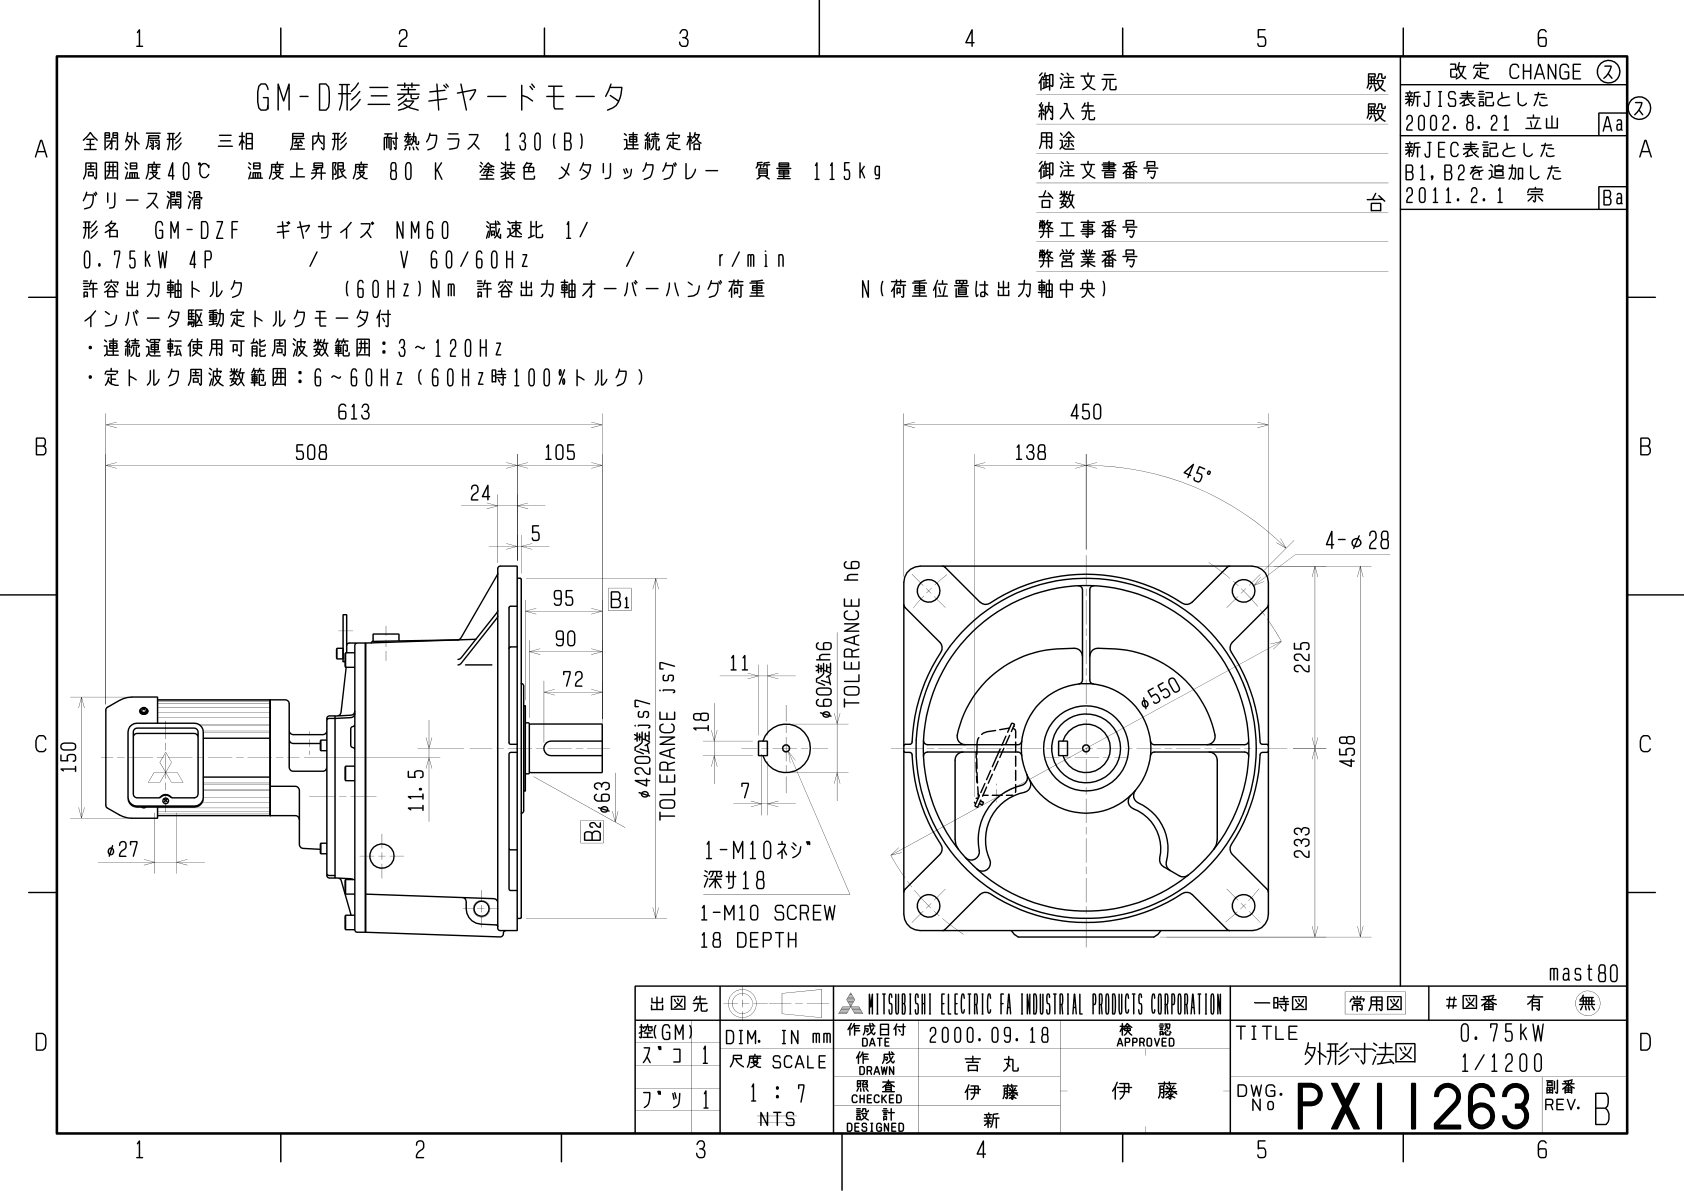 1 2 3 4 5 6
GM-D形三菱ギヤードモータ
全閉外扇形 三相 屋内形 耐熱クラス 130(B) 連続定格
周囲温度40℃ 温度上昇限度 80 K 塗装色 メタリックグレー 質量 115kg
グリース潤滑
形名 GM-DZF ギヤサイズ NM60 減速比 1/
0.75kW 4P / V 60/60Hz / r/min
許容出力軸トルク (60Hz)Nm 許容出力軸オーバーハング荷重 N(荷重位置は出力軸中央)
インバータ駆動定トルクモータ付
・連続運転使用可能周波数範囲：3~120Hz
・定トルク周波数範囲：6~60Hz(60Hz時100%トルク)
御注文元 殿
納入先 殿
用途
御注文書番号
台数 台
弊工事番号
弊営業番号
改定 CHANGE ス
新JIS表記とした
2002.8.21 立山 Aa
ス
新JEC表記とした
B1,B2を追加した
2011.2.1 宗 Ba
A A
B B
C C
D D
613
508 105
24
5
95 B1
90
72
150
11.5
φ27
φ63
B2
φ420公差js7
TOLERANCE js7
11
18
7
φ60公差h6
TOLERANCE h6
1-M10ネジ
深サ18
1-M10 SCREW
18 DEPTH
450
138
45°
4-φ28
φ550
225
458
233
mast80
出図先
控(GM)
ズコ 1
ブツ 1
DIM. IN mm
尺度 SCALE
1 : 7
NTS
MITSUBISHI ELECTRIC FA INDUSTRIAL PRODUCTS CORPORATION
作成日付
DATE
2000.09.18
作成
DRAWN
吉丸
照査
CHECKED
伊藤
設計
DESIGNED
新
検認
APPROVED
伊藤
一時図 常用図
#図番 有 無
TITLE
外形寸法図
0.75kW
1/1200
DWG.
No
PX11263
副番
REV.
B
1 2 3 4 5 6